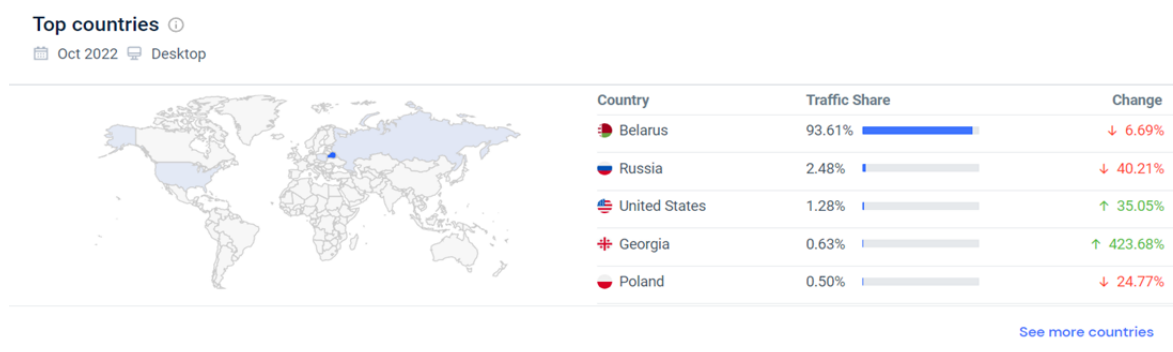 Top countries
Oct 2022 Desktop
Country Traffic Share Change
Belarus 93.61% ↓ 6.69%
Russia 2.48% ↓ 40.21%
United States 1.28% ↑ 35.05%
Georgia 0.63% ↑ 423.68%
Poland 0.50% ↓ 24.77%
See more countries